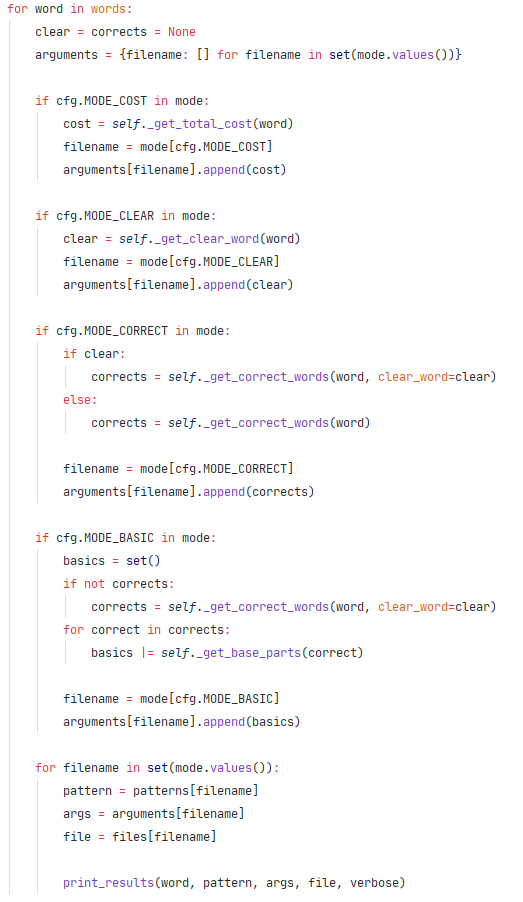 for word in words:
    clear = corrects = None
    arguments = {filename: [] for filename in set(mode.values())}

    if cfg.MODE_COST in mode:
        cost = self._get_total_cost(word)
        filename = mode[cfg.MODE_COST]
        arguments[filename].append(cost)

    if cfg.MODE_CLEAR in mode:
        clear = self._get_clear_word(word)
        filename = mode[cfg.MODE_CLEAR]
        arguments[filename].append(clear)

    if cfg.MODE_CORRECT in mode:
        if clear:
            corrects = self._get_correct_words(word, clear_word=clear)
        else:
            corrects = self._get_correct_words(word)

        filename = mode[cfg.MODE_CORRECT]
        arguments[filename].append(corrects)

    if cfg.MODE_BASIC in mode:
        basics = set()
        if not corrects:
            corrects = self._get_correct_words(word, clear_word=clear)
        for correct in corrects:
            basics |= self._get_base_parts(correct)

        filename = mode[cfg.MODE_BASIC]
        arguments[filename].append(basics)

    for filename in set(mode.values()):
        pattern = patterns[filename]
        args = arguments[filename]
        file = files[filename]

        print_results(word, pattern, args, file, verbose)